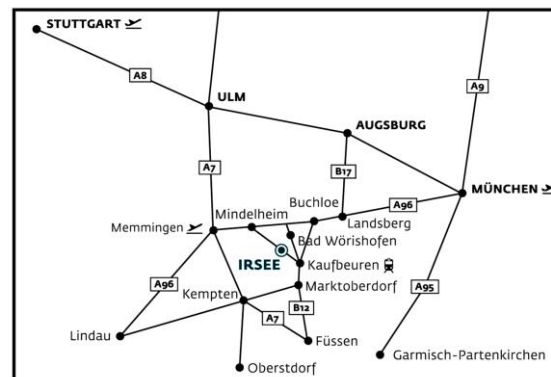 STUTTGART
A8
A9
ULM
AUGSBURG
A7
B17
MÜNCHEN
A96
Buchloe
Mindelheim
Landsberg
Memmingen
Bad Wörishofen
IRSEE
Kaufbeuren
A96
Marktoberdorf
Kempten
B12
A95
A7
Lindau
Füssen
Garmisch-Partenkirchen
Oberstdorf